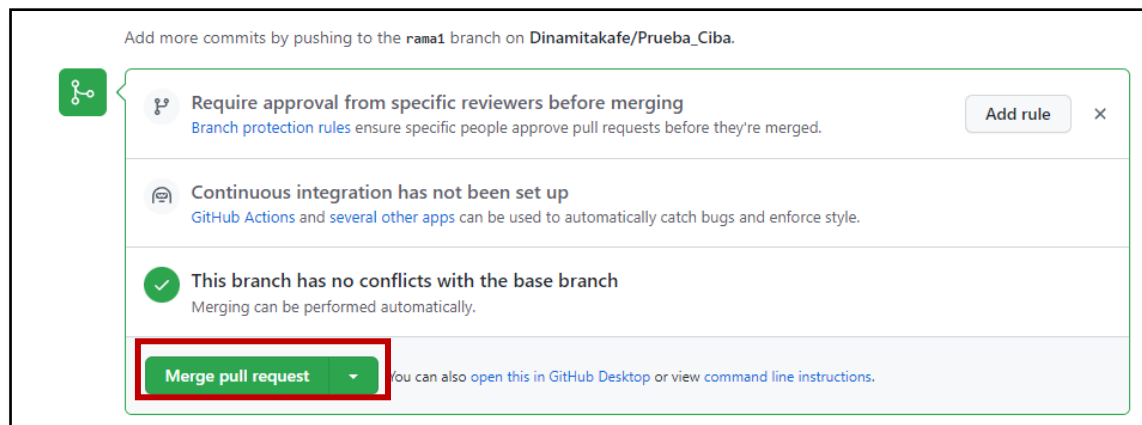 Add more commits by pushing to the rama1 branch on Dinamitakafe/Prueba_Ciba.
Require approval from specific reviewers before merging
Branch protection rules ensure specific people approve pull requests before they're merged.
Add rule
Continuous integration has not been set up
GitHub Actions and several other apps can be used to automatically catch bugs and enforce style.
This branch has no conflicts with the base branch
Merging can be performed automatically.
Merge pull request
You can also open this in GitHub Desktop or view command line instructions.